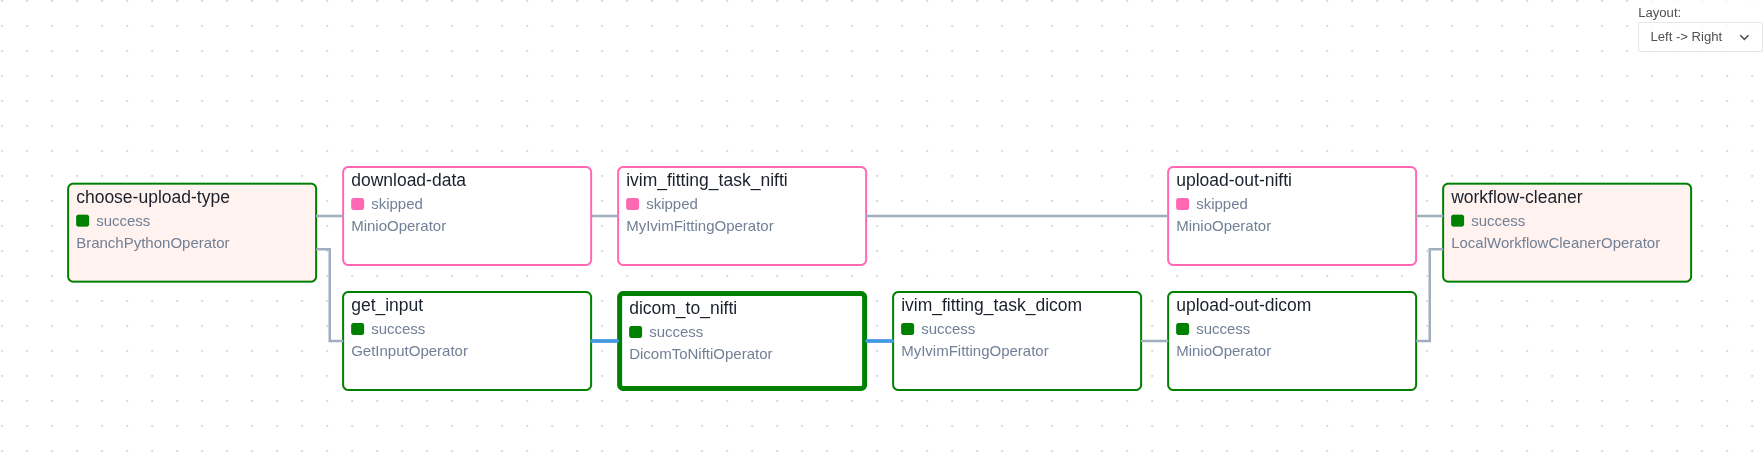 Layout:
Left -> Right
choose-upload-type
success
BranchPythonOperator
download-data
skipped
MinioOperator
ivim_fitting_task_nifti
skipped
MyIvimFittingOperator
upload-out-nifti
skipped
MinioOperator
workflow-cleaner
success
LocalWorkflowCleanerOperator
get_input
success
GetInputOperator
dicom_to_nifti
success
DicomToNiftiOperator
ivim_fitting_task_dicom
success
MyIvimFittingOperator
upload-out-dicom
success
MinioOperator